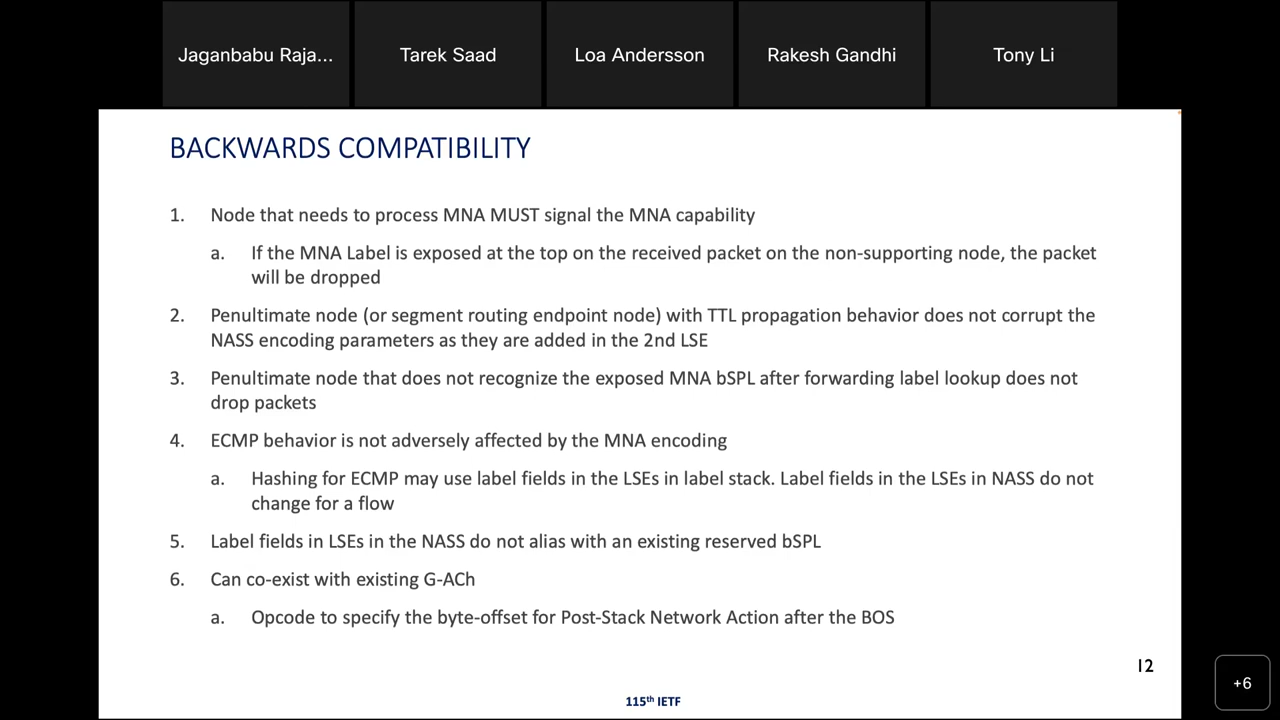 Jaganbabu Raja...
Tarek Saad
Loa Andersson
Rakesh Gandhi
Tony Li
BACKWARDS COMPATIBILITY
1. Node that needs to process MNA MUST signal the MNA capability
a. If the MNA Label is exposed at the top on the received packet on the non-supporting node, the packet
will be dropped
2. Penultimate node (or segment routing endpoint node) with TTL propagation behavior does not corrupt the
NASS encoding parameters as they are added in the 2nd LSE
3. Penultimate node that does not recognize the exposed MNA bSPL after forwarding label lookup does not
drop packets
4. ECMP behavior is not adversely affected by the MNA encoding
a. Hashing for ECMP may use label fields in the LSEs in label stack. Label fields in the LSEs in NASS do not
change for a flow
5. Label fields in LSEs in the NASS do not alias with an existing reserved bSPL
6. Can co-exist with existing G-ACh
a. Opcode to specify the byte-offset for Post-Stack Network Action after the BOS
12
+6
115th IETF